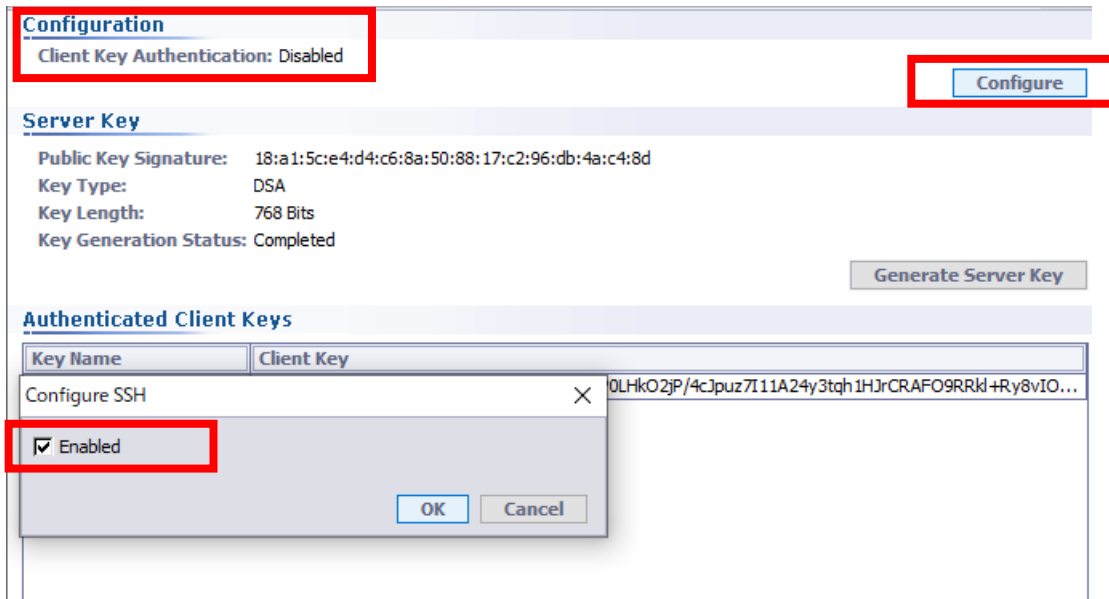 Configuration
Client Key Authentication: Disabled
Configure
Server Key
Public Key Signature: 18:a1:5c:e4:d4:c6:8a:50:88:17:c2:96:db:4a:c4:8d
Key Type: DSA
Key Length: 768 Bits
Key Generation Status: Completed
Generate Server Key
Authenticated Client Keys
Key Name Client Key
0LHkO2jP/4cJpuz7I11A24y3tqh1HJrCRAFO9RRkl+Ry8vIO...
Configure SSH
Enabled
OK Cancel